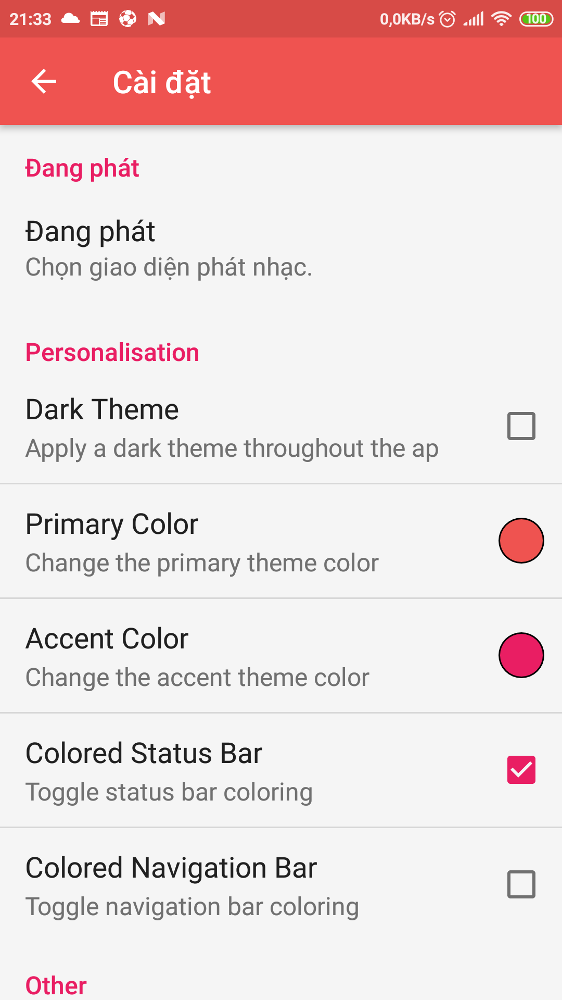 21:33 0,0KB/s 100
Cài đặt
Đang phát
Đang phát
Chọn giao diện phát nhạc.
Personalisation
Dark Theme
Apply a dark theme throughout the ap
Primary Color
Change the primary theme color
Accent Color
Change the accent theme color
Colored Status Bar
Toggle status bar coloring
Colored Navigation Bar
Toggle navigation bar coloring
Other